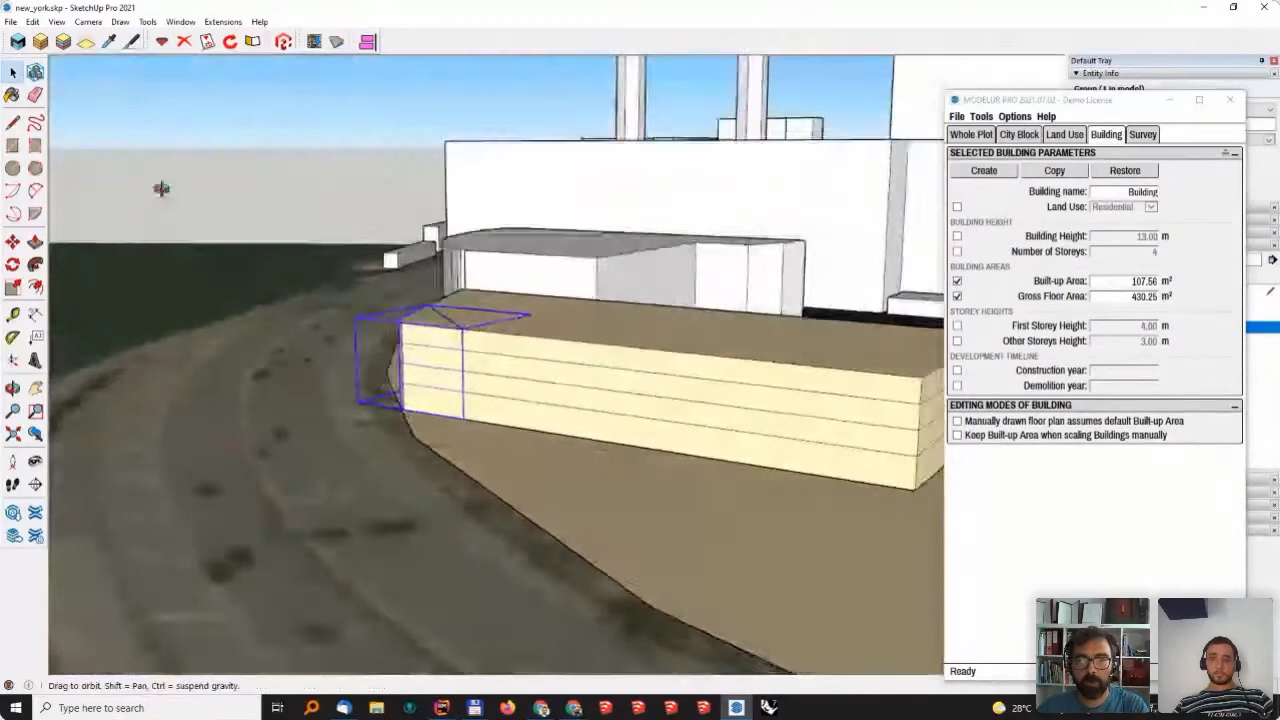 new_york.skp - SketchUp Pro 2021
File Edit View Camera Draw Tools Window Extensions Help
Default Tray
Entity Info
MODELUR PRO 2021.07.02 - Demo License
File Tools Options Help
Whole Plot City Block Land Use Building Survey
SELECTED BUILDING PARAMETERS
Create Copy Restore
Building name: Building
Land Use: Residential
BUILDING HEIGHT
Building Height: 13.00 m
Number of Storeys: 4
BUILDING AREAS
Built-up Area: 107.56 m²
Gross Floor Area: 430.25 m²
STOREY HEIGHTS
First Storey Height: 4.00 m
Other Storeys Height: 3.00 m
DEVELOPMENT TIMELINE
Construction year:
Demolition year:
EDITING MODES OF BUILDING
Manually drawn floor plan assumes default Built-up Area
Keep Built-up Area when scaling Buildings manually
Ready
Drag to orbit. Shift = Pan, Ctrl = suspend gravity.
Type here to search
28°C